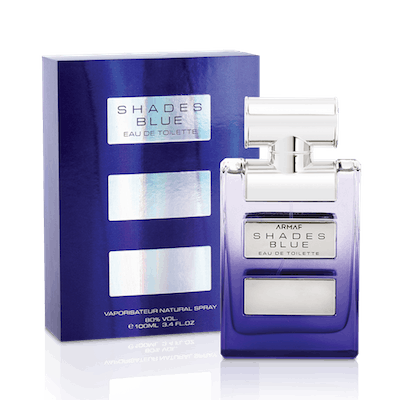 SHADES
BLUE
EAU DE TOILETTE
VAPORISATEUR NATURAL SPRAY
80% VOL.
℮100ML 3.4 FL.OZ
ARMAF
SHADES
BLUE
EAU DE TOILETTE